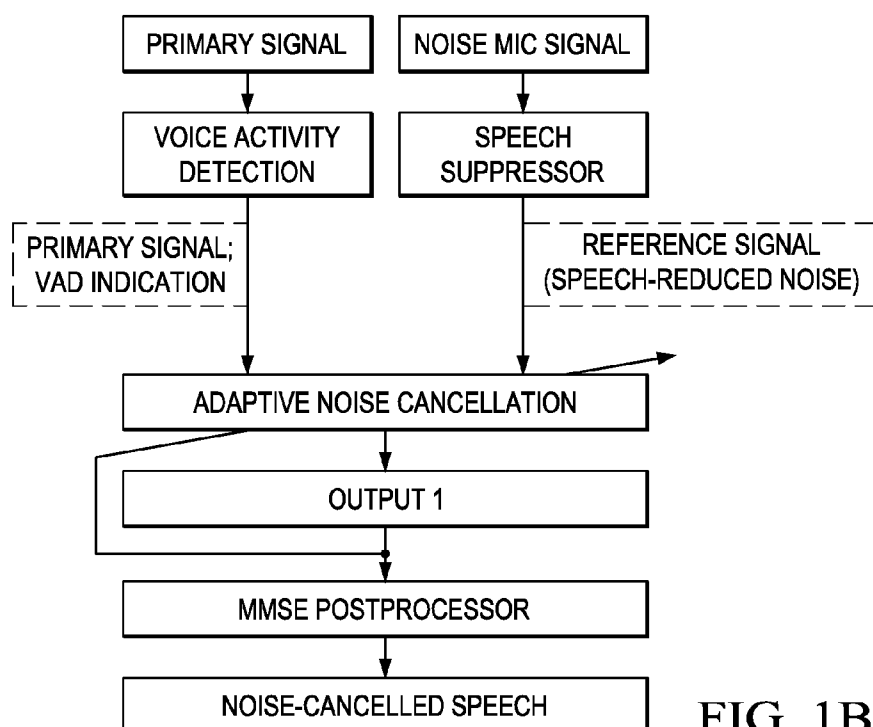 PRIMARY SIGNAL
NOISE MIC SIGNAL
VOICE ACTIVITY
DETECTION
SPEECH
SUPPRESSOR
PRIMARY SIGNAL;
VAD INDICATION
REFERENCE SIGNAL
(SPEECH-REDUCED NOISE)
ADAPTIVE NOISE CANCELLATION
OUTPUT 1
MMSE POSTPROCESSOR
NOISE-CANCELLED SPEECH
FIG. 1B